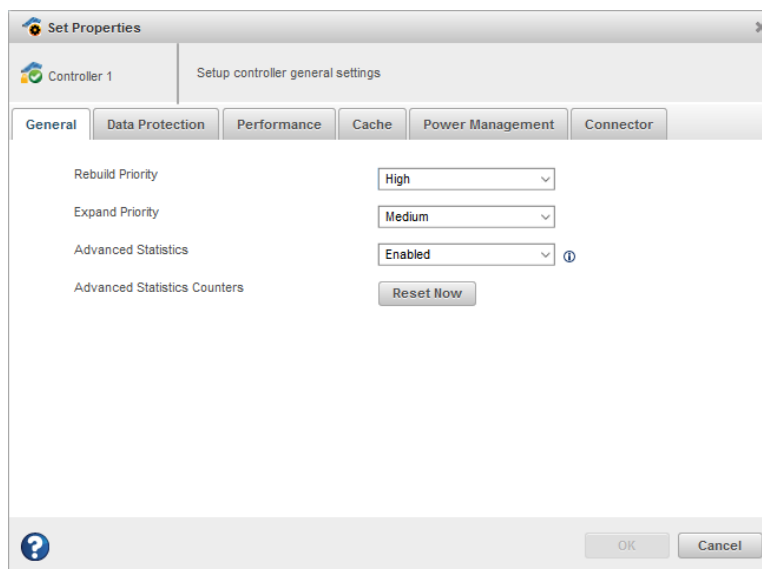 Set Properties
Controller 1
Setup controller general settings
General Data Protection Performance Cache Power Management Connector
Rebuild Priority High
Expand Priority Medium
Advanced Statistics Enabled
Advanced Statistics Counters Reset Now
OK Cancel